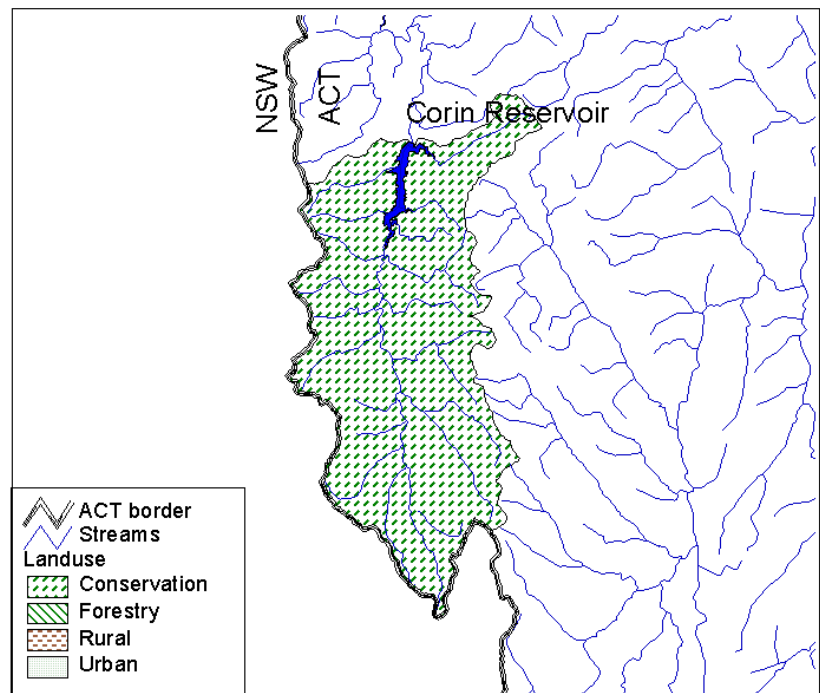 NSW
ACT
Corin Reservoir
ACT border
Streams
Landuse
Conservation
Forestry
Rural
Urban